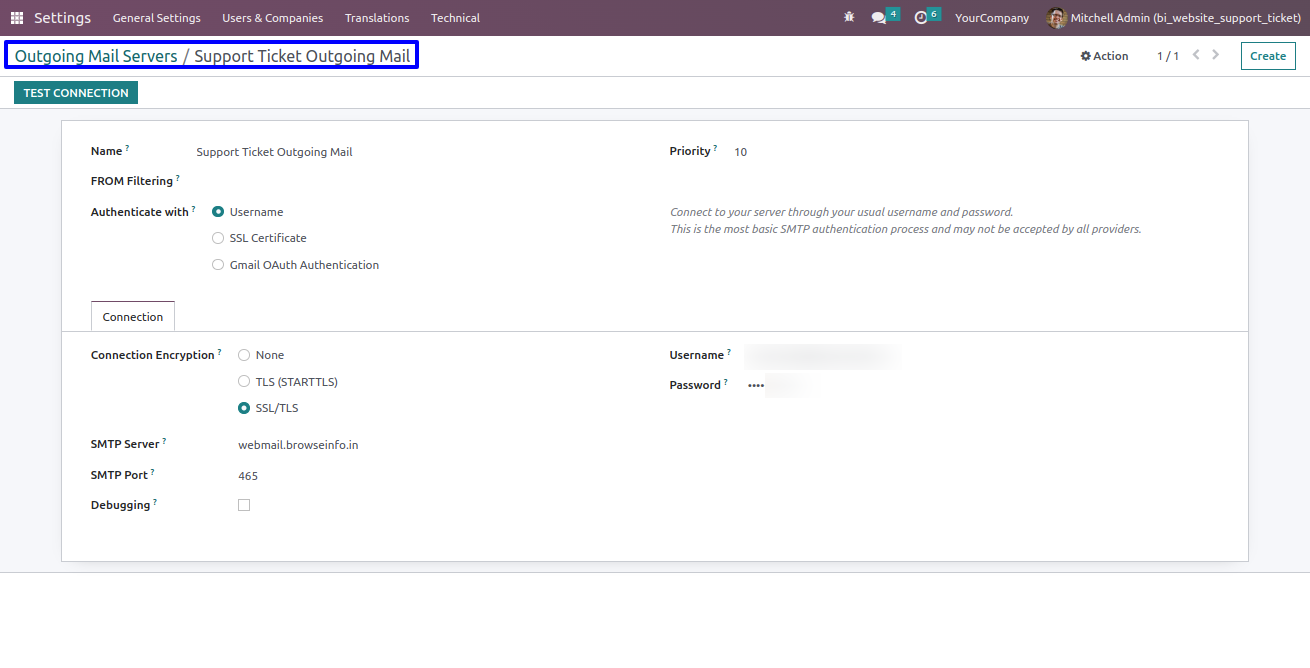 Settings General Settings Users & Companies Translations Technical 4 6 YourCompany Mitchell Admin (bi_website_support_ticket)
Outgoing Mail Servers / Support Ticket Outgoing Mail Action 1 / 1 Create
TEST CONNECTION
Name ? Support Ticket Outgoing Mail Priority ? 10
FROM Filtering ?
Authenticate with ? Username Connect to your server through your usual username and password.
This is the most basic SMTP authentication process and may not be accepted by all providers.
SSL Certificate
Gmail OAuth Authentication
Connection
Connection Encryption ? None Username ?
TLS (STARTTLS) Password ? ••••
SSL/TLS
SMTP Server ? webmail.browseinfo.in
SMTP Port ? 465
Debugging ?